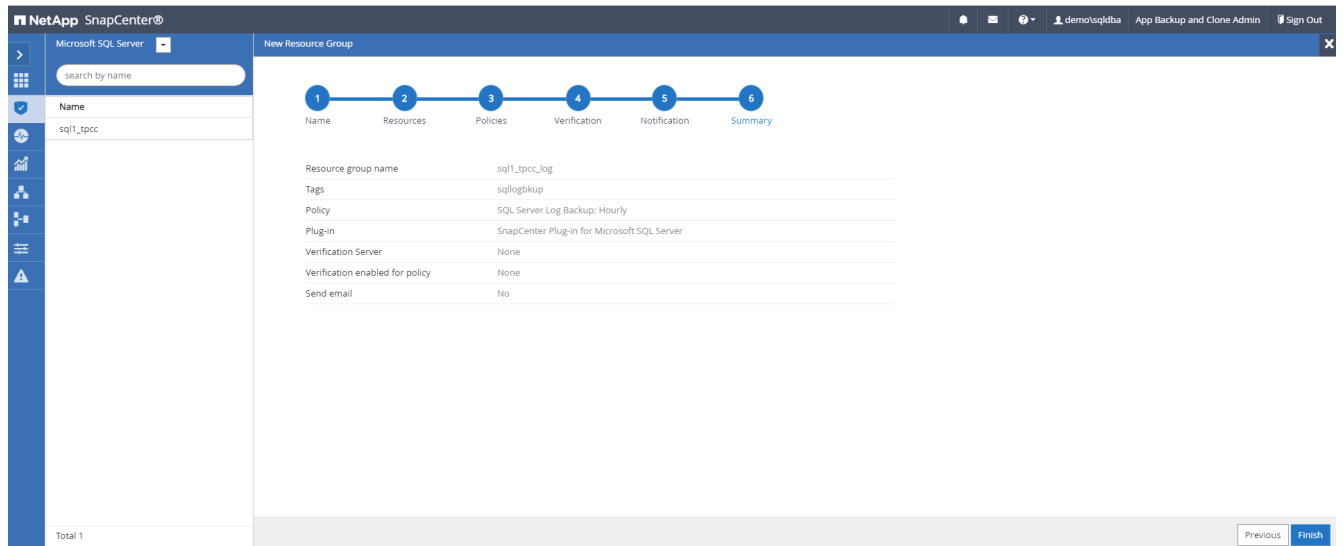 NetApp SnapCenter®
demo\sqldba App Backup and Clone Admin Sign Out
Microsoft SQL Server
New Resource Group
search by name
Name
sql1_tpcc
Total 1
1 2 3 4 5 6
Name Resources Policies Verification Notification Summary
Resource group name sql1_tpcc_log
Tags sqllogbkup
Policy SQL Server Log Backup: Hourly
Plug-in SnapCenter Plug-in for Microsoft SQL Server
Verification Server None
Verification enabled for policy None
Send email No
Previous Finish